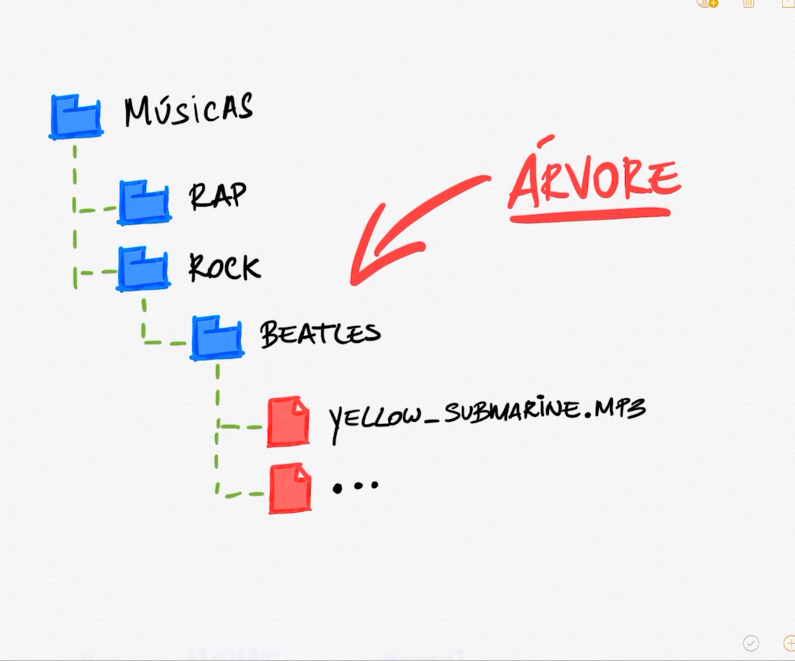 MÚSICAS
RAP
ÁRVORE
ROCK
BEATLES
YELLOW_SUBMARINE.MP3
...